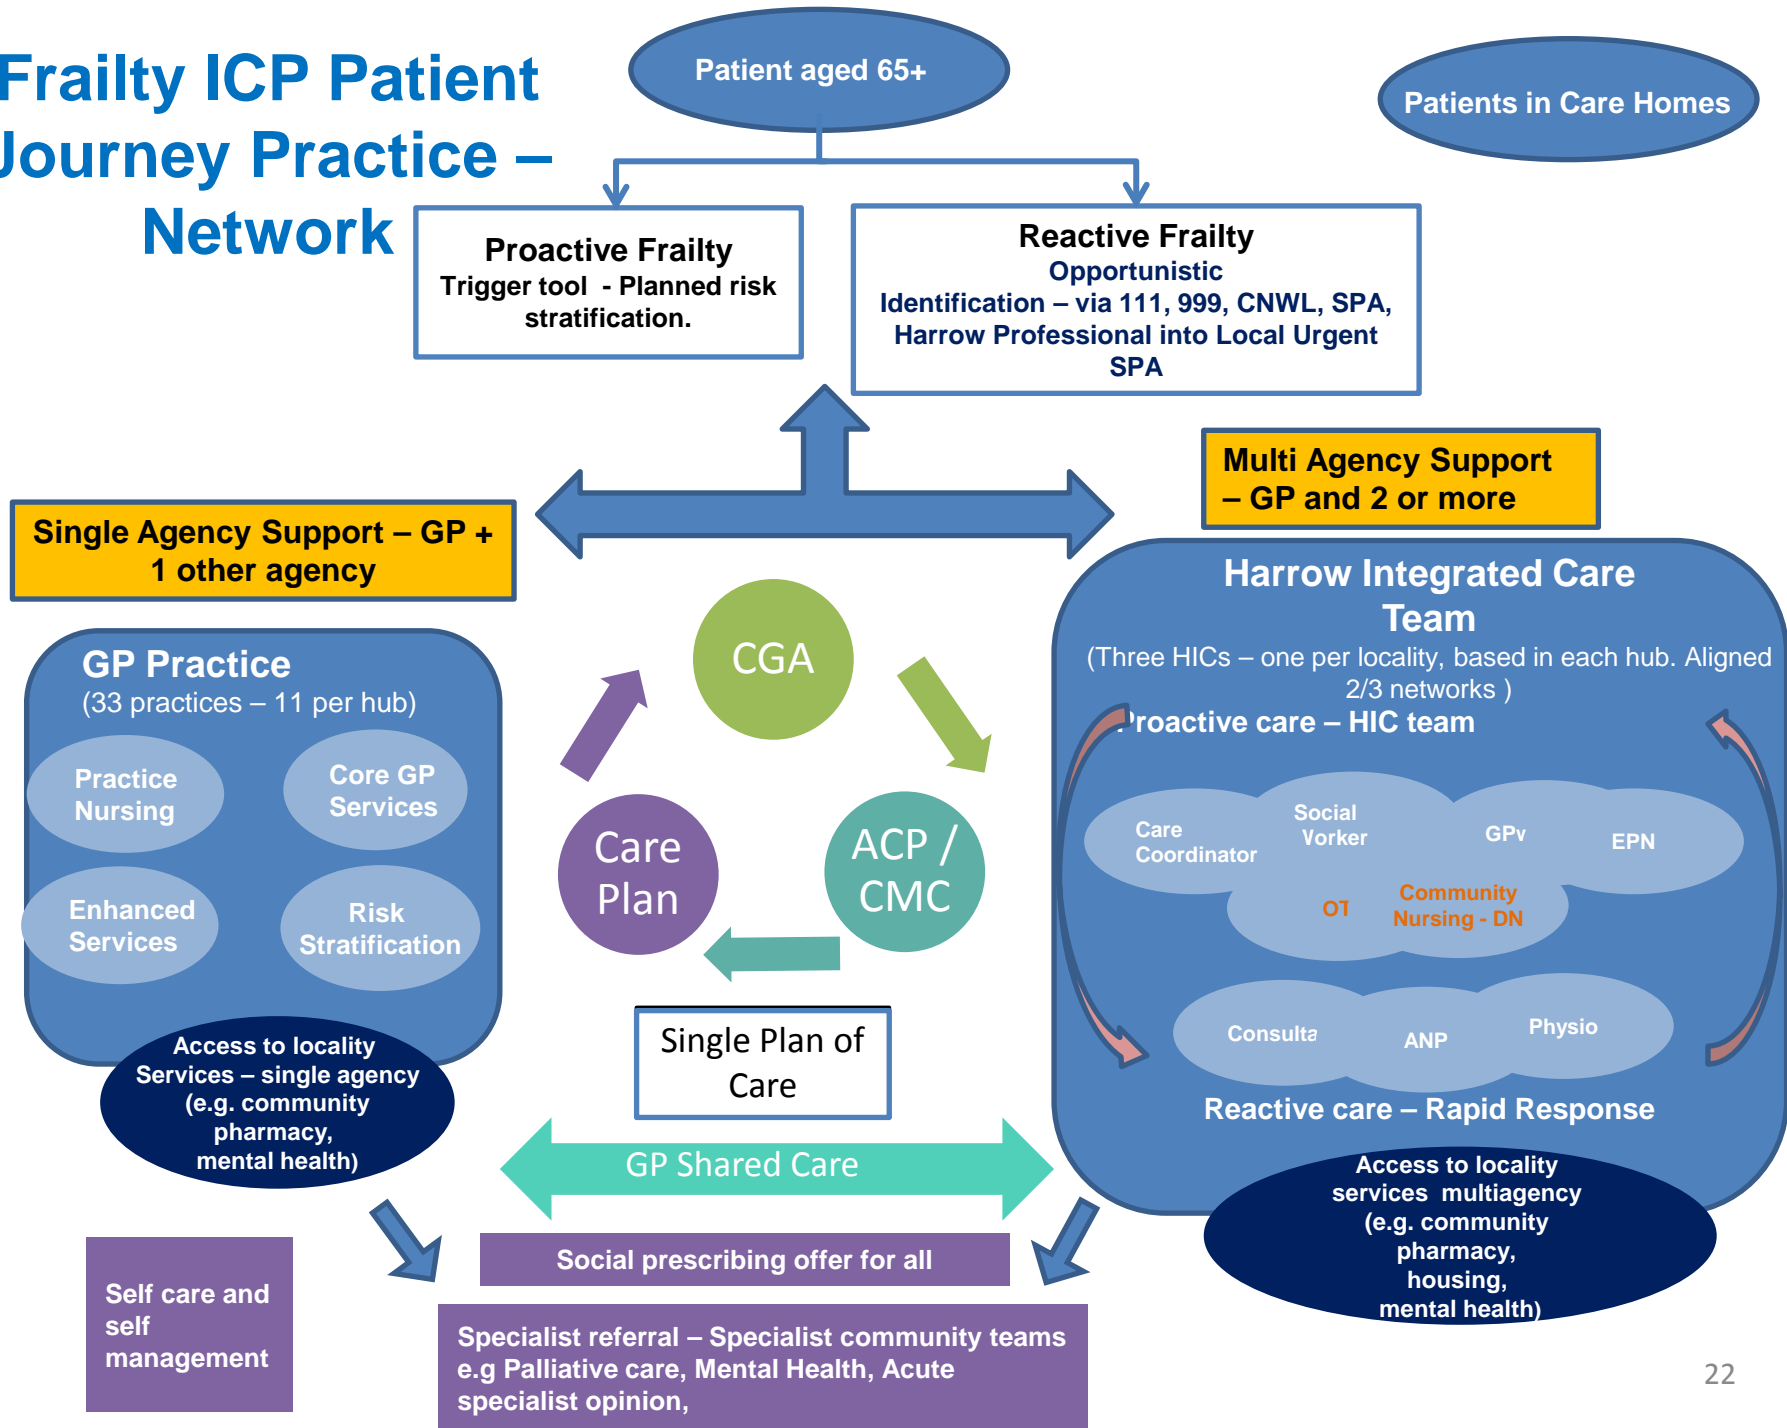 Frailty ICP Patient
Journey Practice –
Network
Patient aged 65+
Patients in Care Homes
Proactive Frailty
Trigger tool - Planned risk
stratification.
Reactive Frailty
Opportunistic
Identification – via 111, 999, CNWL, SPA,
Harrow Professional into Local Urgent
SPA
Single Agency Support – GP +
1 other agency
Multi Agency Support
– GP and 2 or more
GP Practice
(33 practices – 11 per hub)
Practice
Nursing
Core GP
Services
Enhanced
Services
Risk
Stratification
Access to locality
Services – single agency
(e.g. community
pharmacy,
mental health)
CGA
ACP /
CMC
Care
Plan
Single Plan of
Care
GP Shared Care
Harrow Integrated Care
Team
(Three HICs – one per locality, based in each hub. Aligned
2/3 networks )
Proactive care – HIC team
Care
Coordinator
Social
Worker
EPN
OT
Community
Nursing - DN
ANP
Physio
Reactive care – Rapid Response
Access to locality
services multiagency
(e.g. community
pharmacy,
housing,
mental health)
Social prescribing offer for all
Self care and
self
management
Specialist referral – Specialist community teams
e.g Palliative care, Mental Health, Acute
specialist opinion,
22